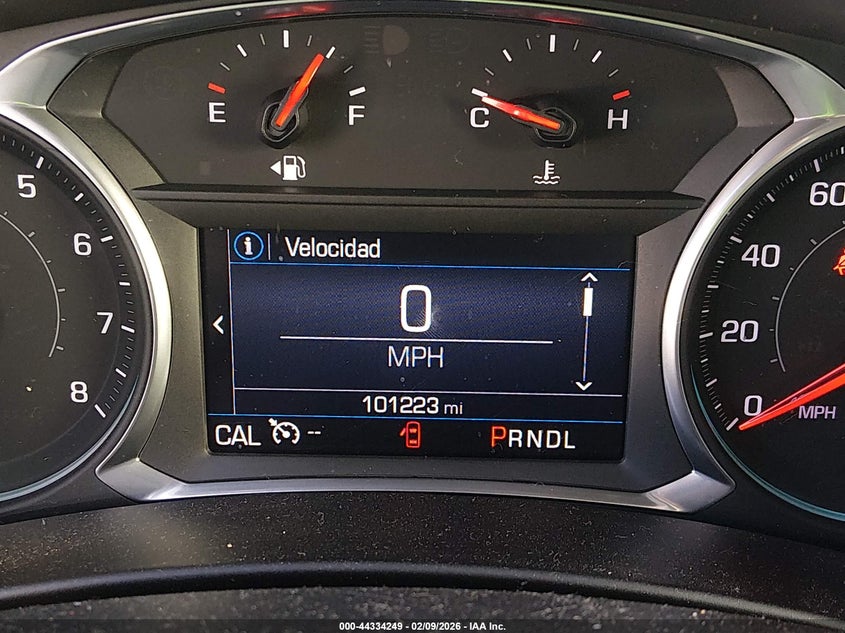 E F
C H
5
6
7
8
i Velocidad
0
MPH
101223 mi
CAL -- PRNDL
60
40
20
0
MPH
000-44334249 - 02/09/2026 - IAA Inc.